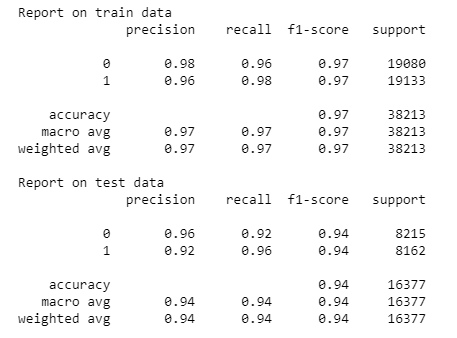 Report on train data
precision recall f1-score support
0 0.98 0.96 0.97 19080
1 0.96 0.98 0.97 19133
accuracy 0.97 38213
macro avg 0.97 0.97 0.97 38213
weighted avg 0.97 0.97 0.97 38213
Report on test data
precision recall f1-score support
0 0.96 0.92 0.94 8215
1 0.92 0.96 0.94 8162
accuracy 0.94 16377
macro avg 0.94 0.94 0.94 16377
weighted avg 0.94 0.94 0.94 16377